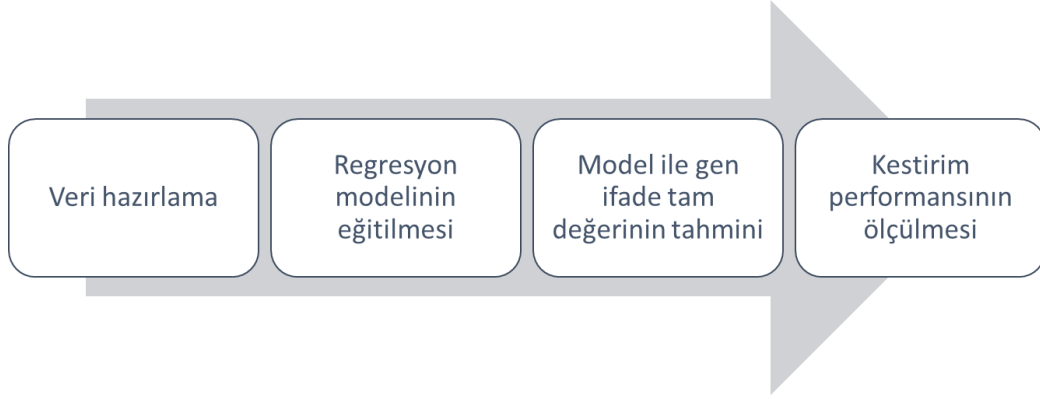 Veri hazırlama
Regresyon
modelinin
eğitilmesi
Model ile gen
ifade tam
değerinin tahmini
Kestirim
performansının
ölçülmesi